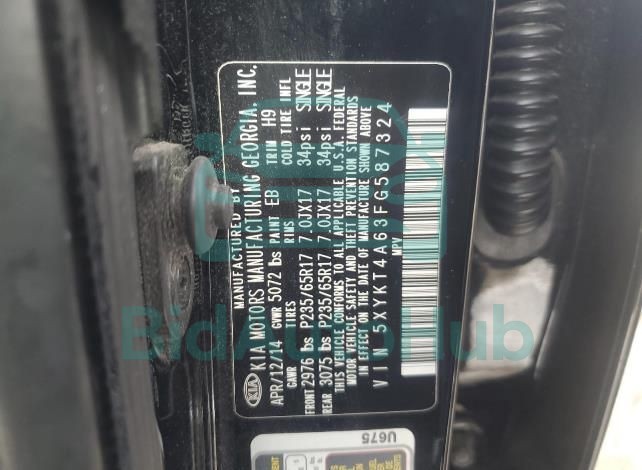 MANUFACTURED BY
KIA KIA MOTORS MANUFACTURING GEORGIA, INC.
APR/12/14 GVWR 5072 lbs PAINT EB TRIM H9
GAWR TIRES RIMS COLD TIRE INFL
FRONT 2976 lbs P235/65R17 7.0JX17 34psi SINGLE
REAR 3075 lbs P235/65R17 7.0JX17 34psi SINGLE
THIS VEHICLE CONFORMS TO ALL APPLICABLE U.S.A. FEDERAL
MOTOR VEHICLE SAFETY AND THEFT PREVENTION STANDARDS
IN EFFECT ON THE DATE OF MANUFACTURE SHOWN ABOVE
VIN 5XYKT4A63FG587324
MPV
BidAutoHub
U675